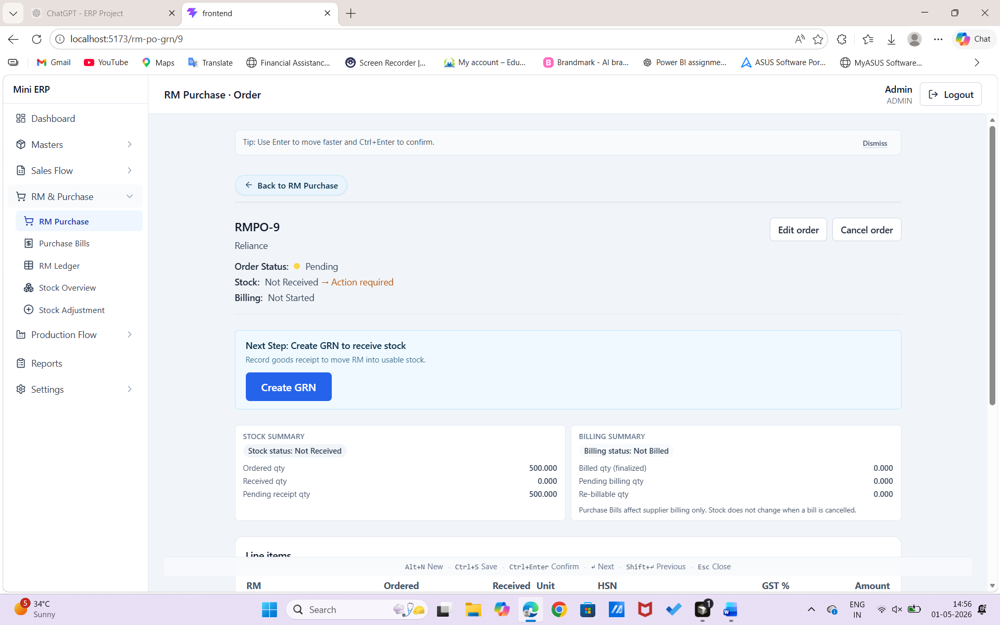 ChatGPT - ERP Project
frontend
localhost:5173/rm-po-grn/9
Chat
Gmail
YouTube
Maps
Translate
Financial Assistanc...
Screen Recorder |...
My account – Edu...
Brandmark - AI bra...
Power BI assignme...
ASUS Software Por...
MyASUS Software...
Mini ERP
RM Purchase · Order
Admin
ADMIN
Logout
Dashboard
Masters
Sales Flow
RM & Purchase
RM Purchase
Purchase Bills
RM Ledger
Stock Overview
Stock Adjustment
Production Flow
Reports
Settings
Tip: Use Enter to move faster and Ctrl+Enter to confirm.
Dismiss
← Back to RM Purchase
RMPO-9
Edit order
Cancel order
Reliance
Order Status: Pending
Stock: Not Received → Action required
Billing: Not Started
Next Step: Create GRN to receive stock
Record goods receipt to move RM into usable stock.
Create GRN
STOCK SUMMARY
Stock status: Not Received
Ordered qty 500.000
Received qty 0.000
Pending receipt qty 500.000
BILLING SUMMARY
Billing status: Not Billed
Billed qty (finalized) 0.000
Pending billing qty 0.000
Re-billable qty 0.000
Purchase Bills affect supplier billing only. Stock does not change when a bill is cancelled.
Line items
Alt+N New · Ctrl+S Save · Ctrl+Enter Confirm · ↵ Next · Shift+↵ Previous · Esc Close
RM Ordered Received Unit HSN GST % Amount
5
34°C
Sunny
Search
1
ENG
IN
14:56
01-05-2026